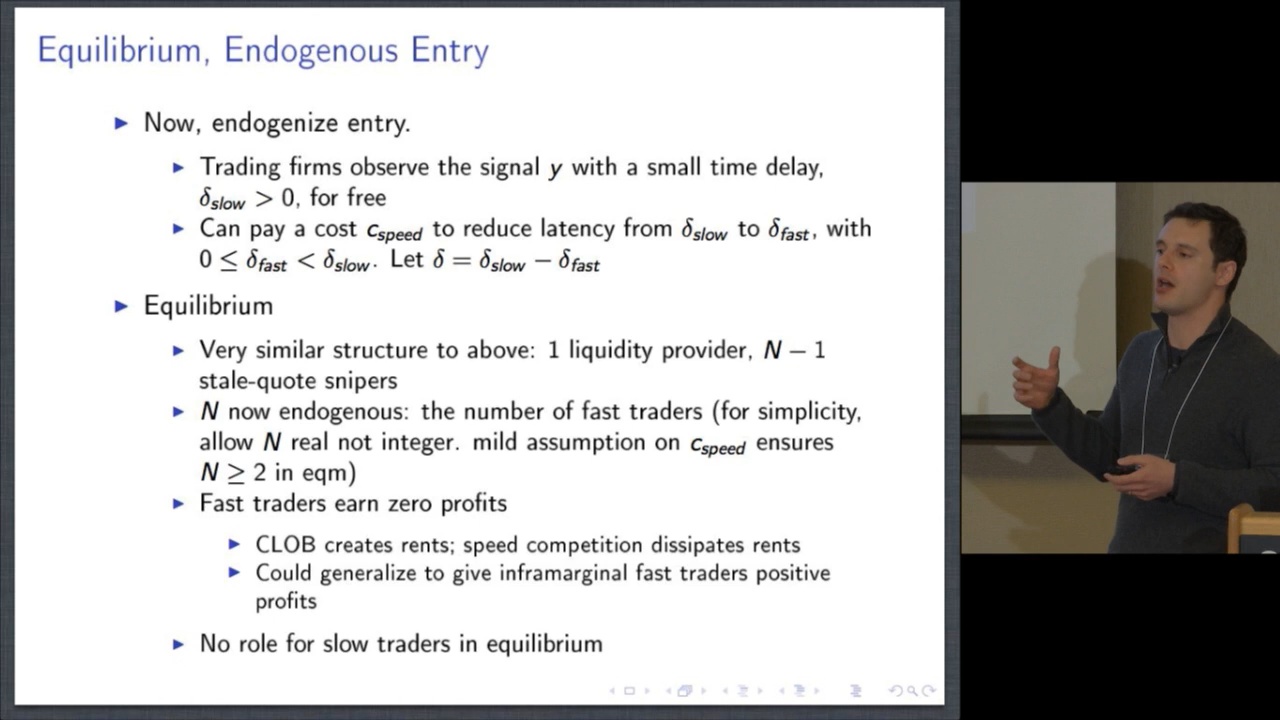 Equilibrium, Endogenous Entry
▶ Now, endogenize entry.
▶ Trading firms observe the signal y with a small time delay,
δslow > 0, for free
▶ Can pay a cost cspeed to reduce latency from δslow to δfast, with
0 ≤ δfast < δslow. Let δ = δslow − δfast
▶ Equilibrium
▶ Very similar structure to above: 1 liquidity provider, N − 1
stale-quote snipers
▶ N now endogenous: the number of fast traders (for simplicity,
allow N real not integer. mild assumption on cspeed ensures
N ≥ 2 in eqm)
▶ Fast traders earn zero profits
▶ CLOB creates rents; speed competition dissipates rents
▶ Could generalize to give inframarginal fast traders positive
profits
▶ No role for slow traders in equilibrium